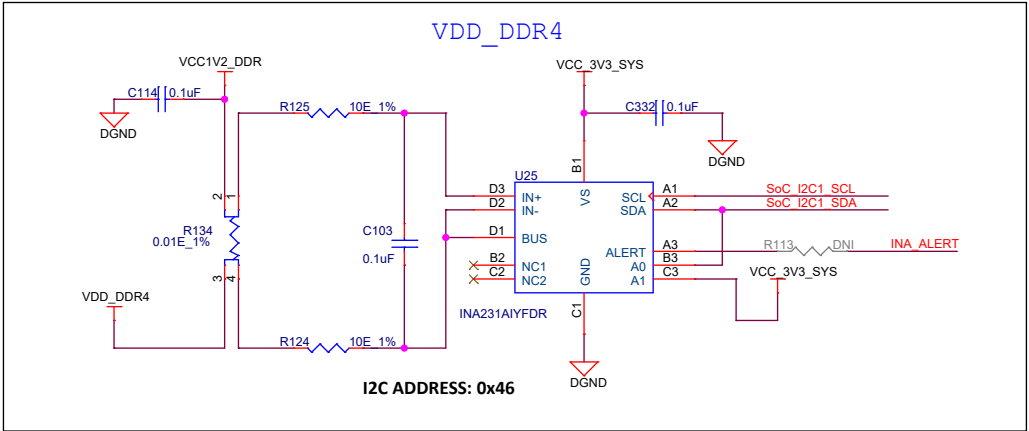 VDD_DDR4
VCC1V2_DDR
VCC_3V3_SYS
C114 0.1uF
R125 10E_1%
C332 0.1uF
DGND
DGND
B1
U25
2
1
D3 IN+ VS SCL A1 SoC_I2C1_SCL
D2 IN- SDA A2 SoC_I2C1_SDA
R134
0.01E_1%
C103
0.1uF
D1 BUS
ALERT A3 R113 DNI INA_ALERT
B2 NC1 A0 B3
C2 NC2 GND A1 C3 VCC_3V3_SYS
3
4
VDD_DDR4
INA231AIYFDR
C1
R124 10E_1%
DGND
I2C ADDRESS: 0x46